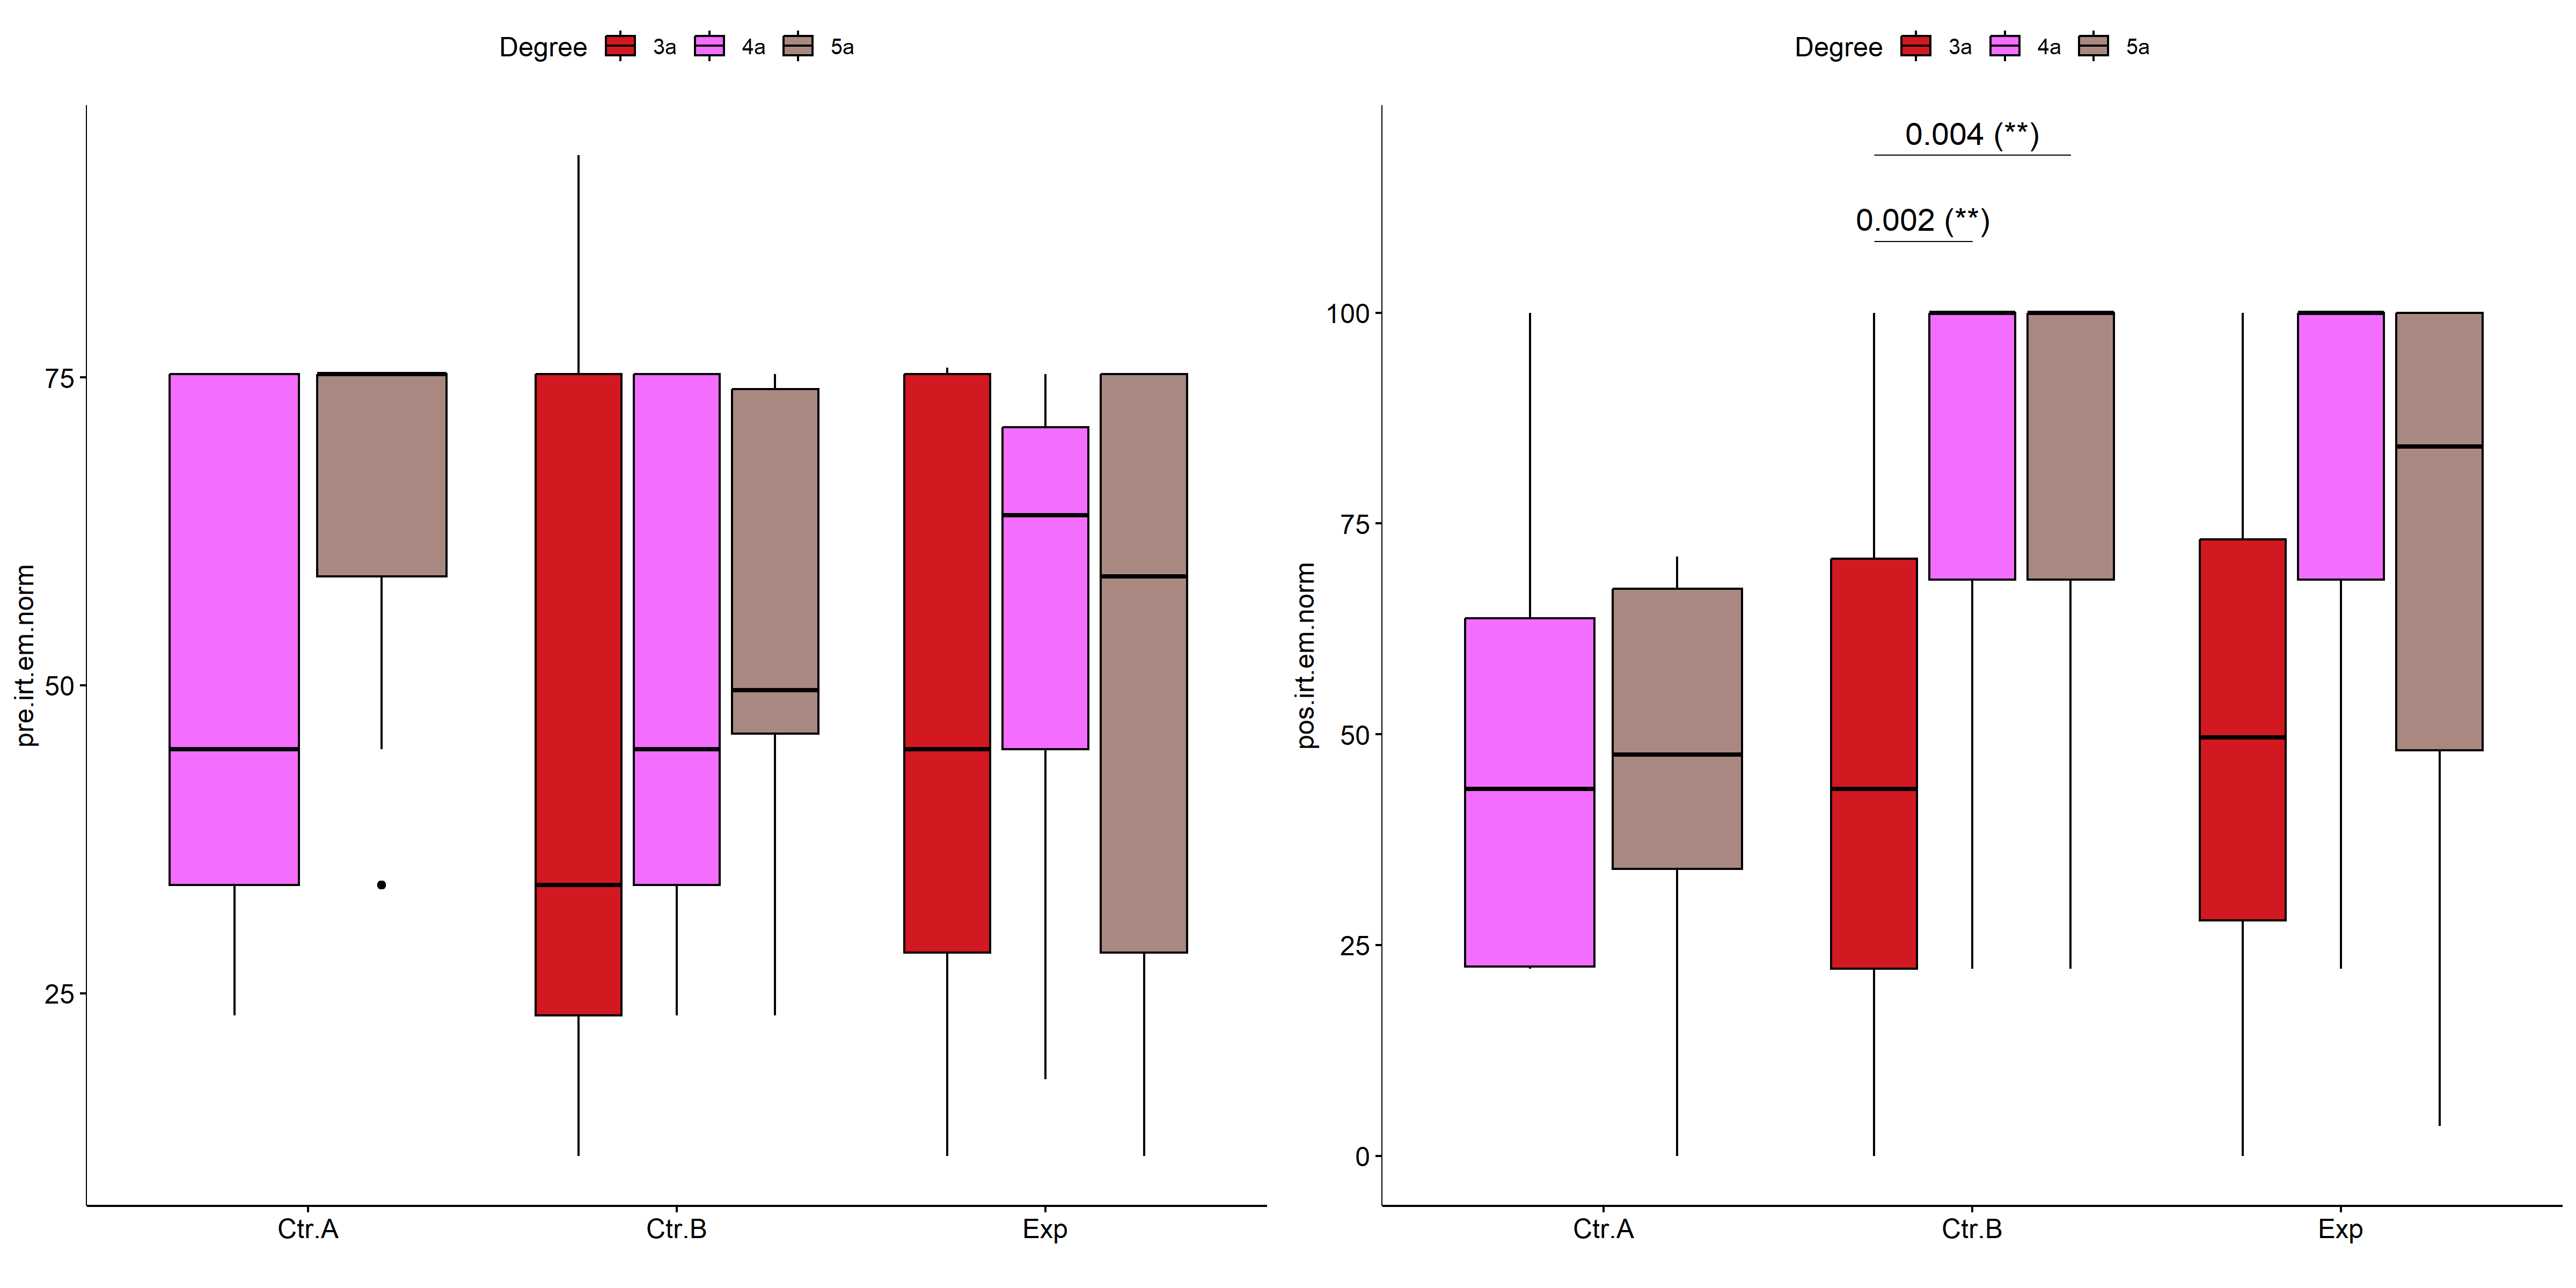 Degree 3a 4a 5a
pre.irt.em.norm
75
50
25
Ctr.A Ctr.B Exp
Degree 3a 4a 5a
pos.irt.em.norm
0.004 (**)
0.002 (**)
100
75
50
25
0
Ctr.A Ctr.B Exp